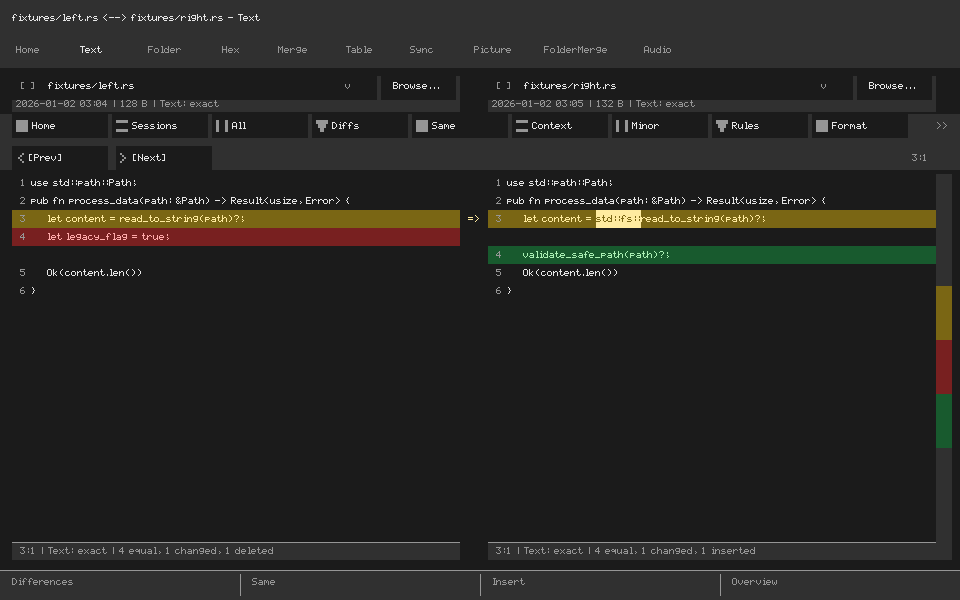 fixtures/left.rs <--> fixtures/right.rs - Text
Home Text Folder Hex Merge Table Sync Picture FolderMerge Audio
[ ] fixtures/left.rs v Browse... [ ] fixtures/right.rs v Browse...
2026-01-02 03:04 | 128 B | Text: exact 2026-01-02 03:05 | 132 B | Text: exact
Home Sessions All Diffs Same Context Minor Rules Format >>
[Prev] [Next] 3:1
1 use std::path::Path; 1 use std::path::Path;
2 pub fn process_data(path: &Path) -> Result(usize,Error) { 2 pub fn process_data(path: &Path) -> Result(usize,Error) {
3 let content = read_to_string(path)?; => 3 let content = std::fs::read_to_string(path)?;
4 let legacy_flag = true;
4 validate_safe_path(path)?;
5 Ok(content.len()) 5 Ok(content.len())
6 } 6 }
3:1 | Text: exact | 4 equal, 1 changed, 1 deleted 3:1 | Text: exact | 4 equal, 1 changed, 1 inserted
Differences Same Insert Overview